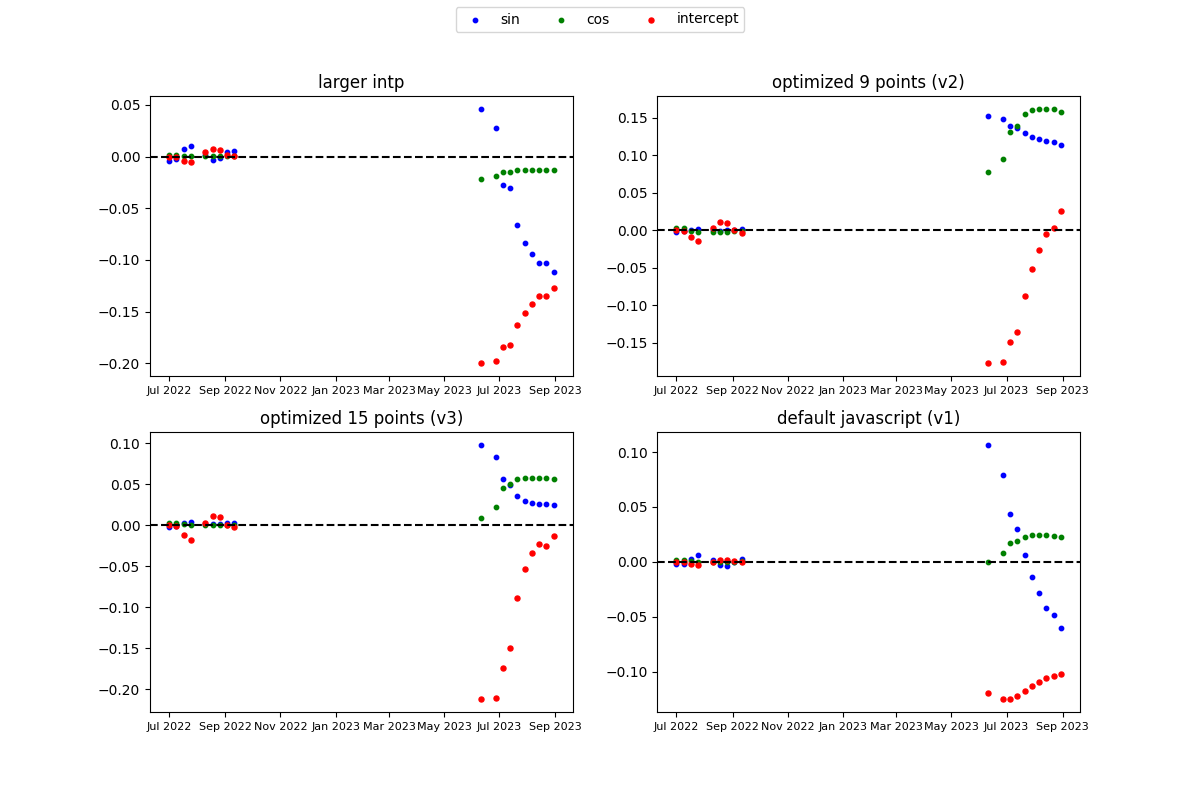 sin cos intercept
larger intp
0.05
0.00
−0.05
−0.10
−0.15
−0.20
Jul 2022 Sep 2022 Nov 2022 Jan 2023 Mar 2023 May 2023 Jul 2023 Sep 2023
optimized 9 points (v2)
0.15
0.10
0.05
0.00
−0.05
−0.10
−0.15
Jul 2022 Sep 2022 Nov 2022 Jan 2023 Mar 2023 May 2023 Jul 2023 Sep 2023
optimized 15 points (v3)
0.10
0.05
0.00
−0.05
−0.10
−0.15
−0.20
Jul 2022 Sep 2022 Nov 2022 Jan 2023 Mar 2023 May 2023 Jul 2023 Sep 2023
default javascript (v1)
0.10
0.05
0.00
−0.05
−0.10
Jul 2022 Sep 2022 Nov 2022 Jan 2023 Mar 2023 May 2023 Jul 2023 Sep 2023